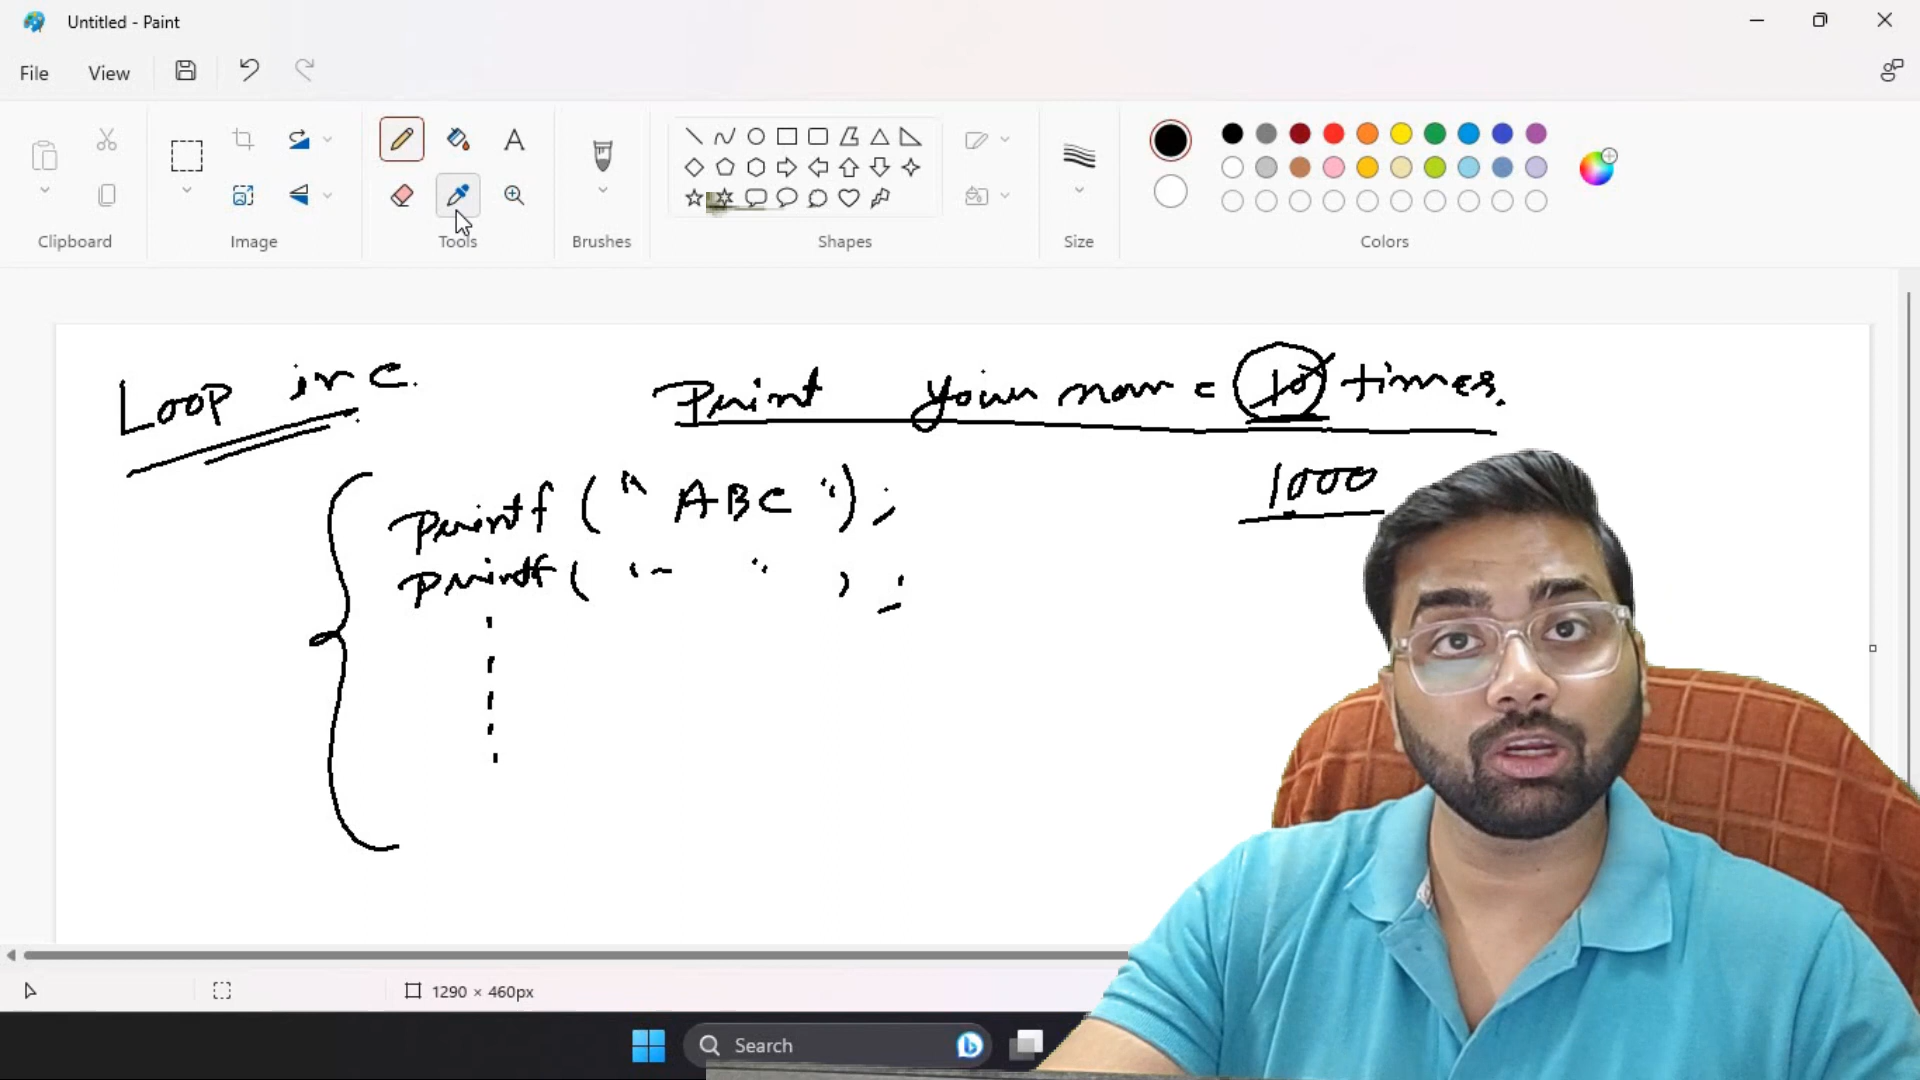 Untitled - Paint
File View
Clipboard Image Tools Brushes Shapes Size Colors
Loop in C.
Print your name 10 times.
1000
printf (" ABC ");
printf ( " " ) ;
1290 × 460px
Search